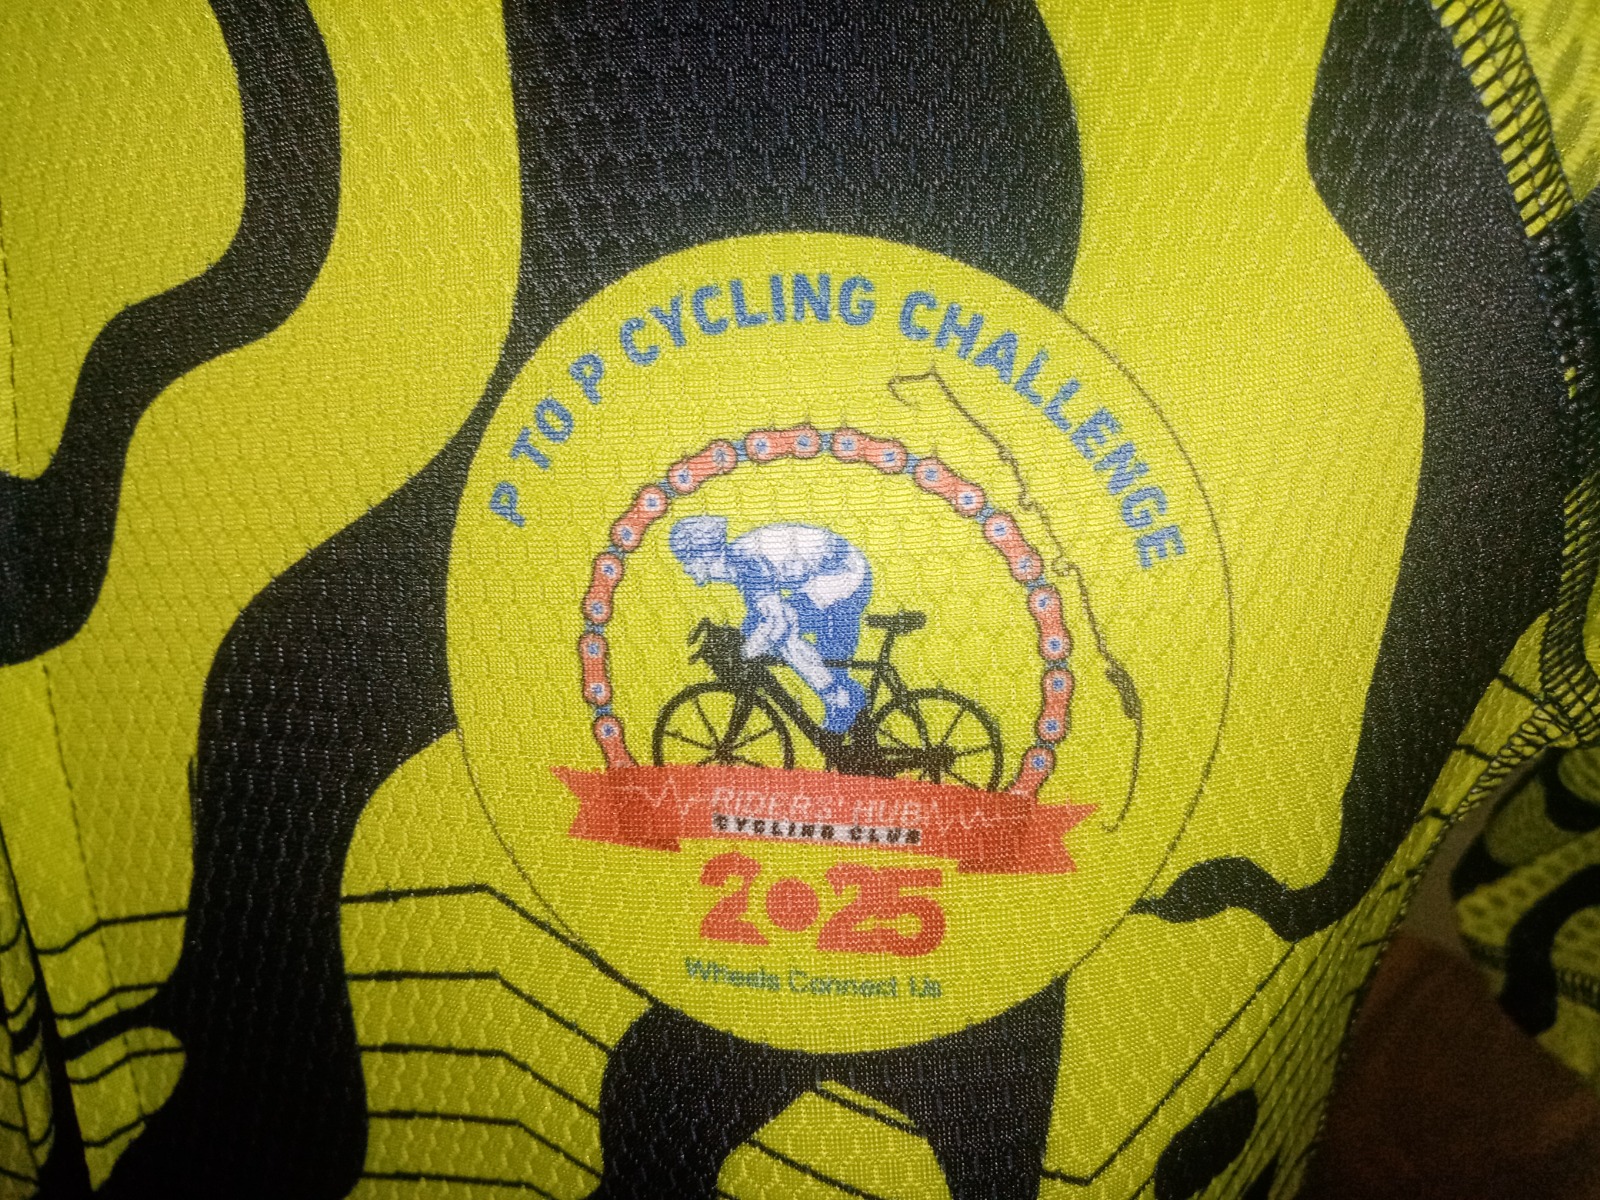 P TO P CYCLING CHALLENGE
RIDERS' HUB
CYCLING CLUB
2025
Wheels Connect Us